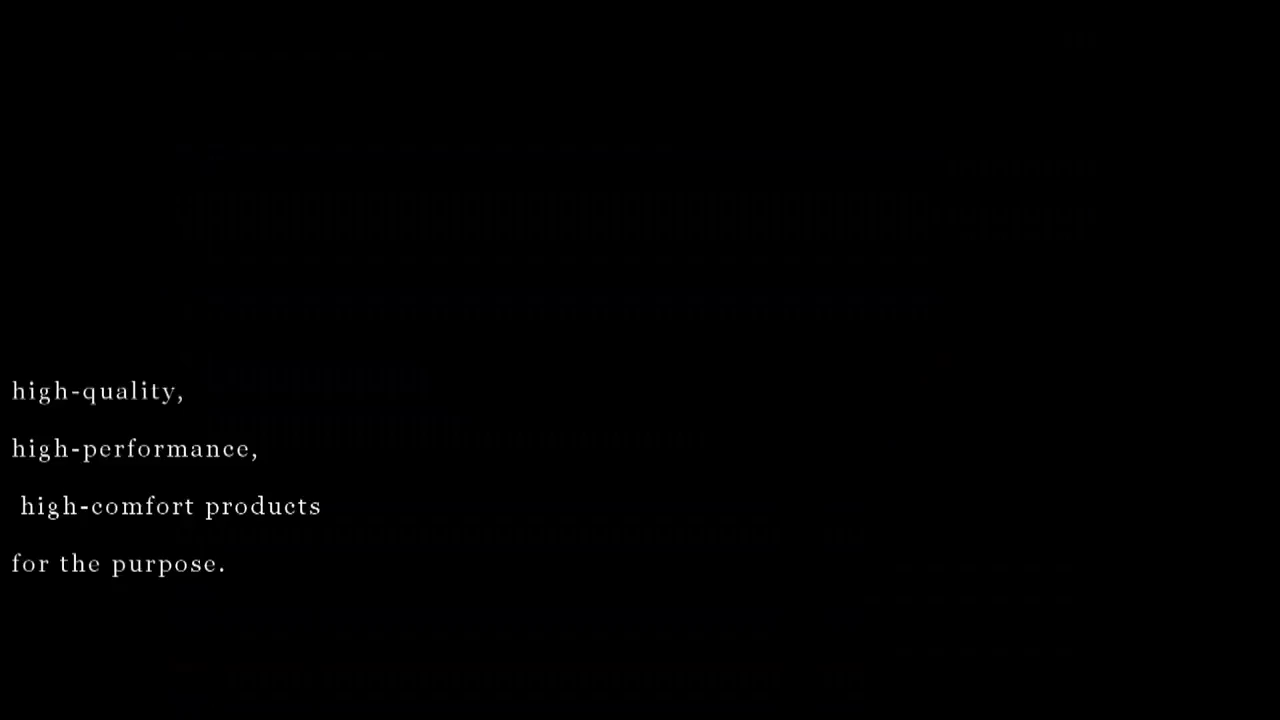 high-quality,
high-performance,
high-comfort products
for the purpose.